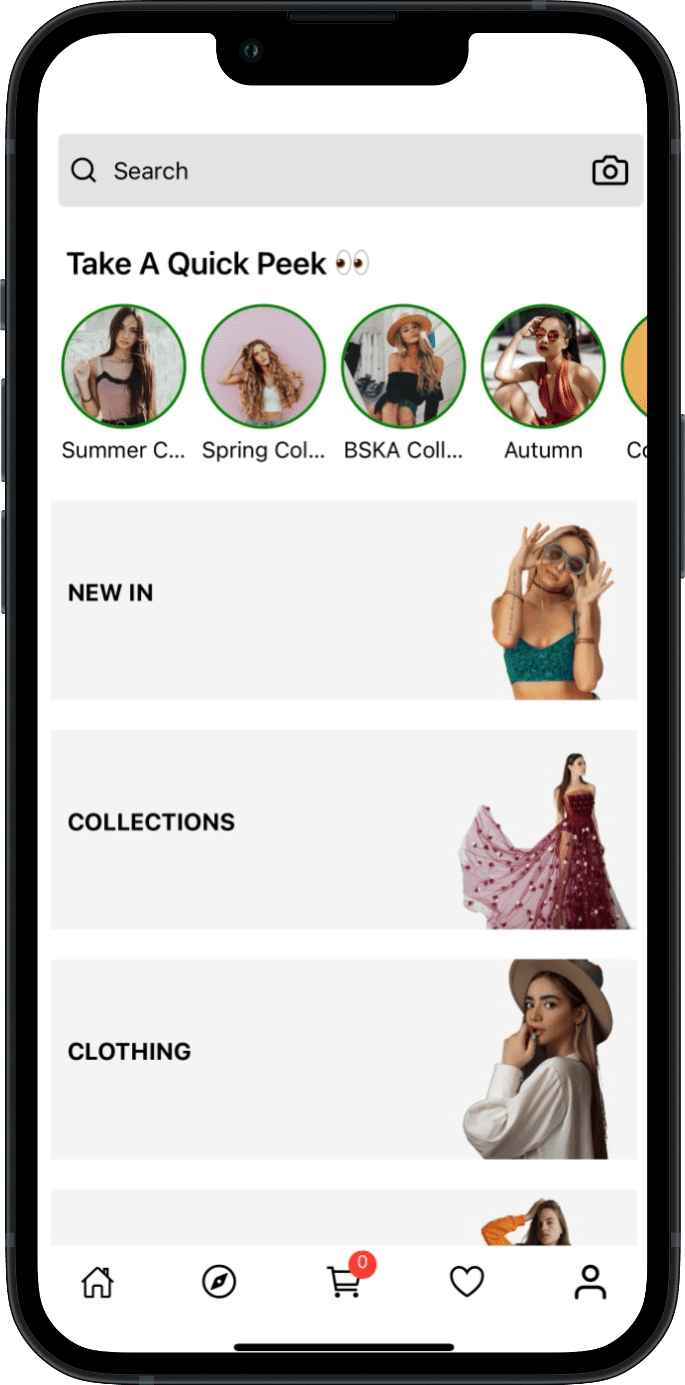 Search
Take A Quick Peek 👀
Summer C... Spring Col... BSKA Coll... Autumn Co
NEW IN
COLLECTIONS
CLOTHING
0